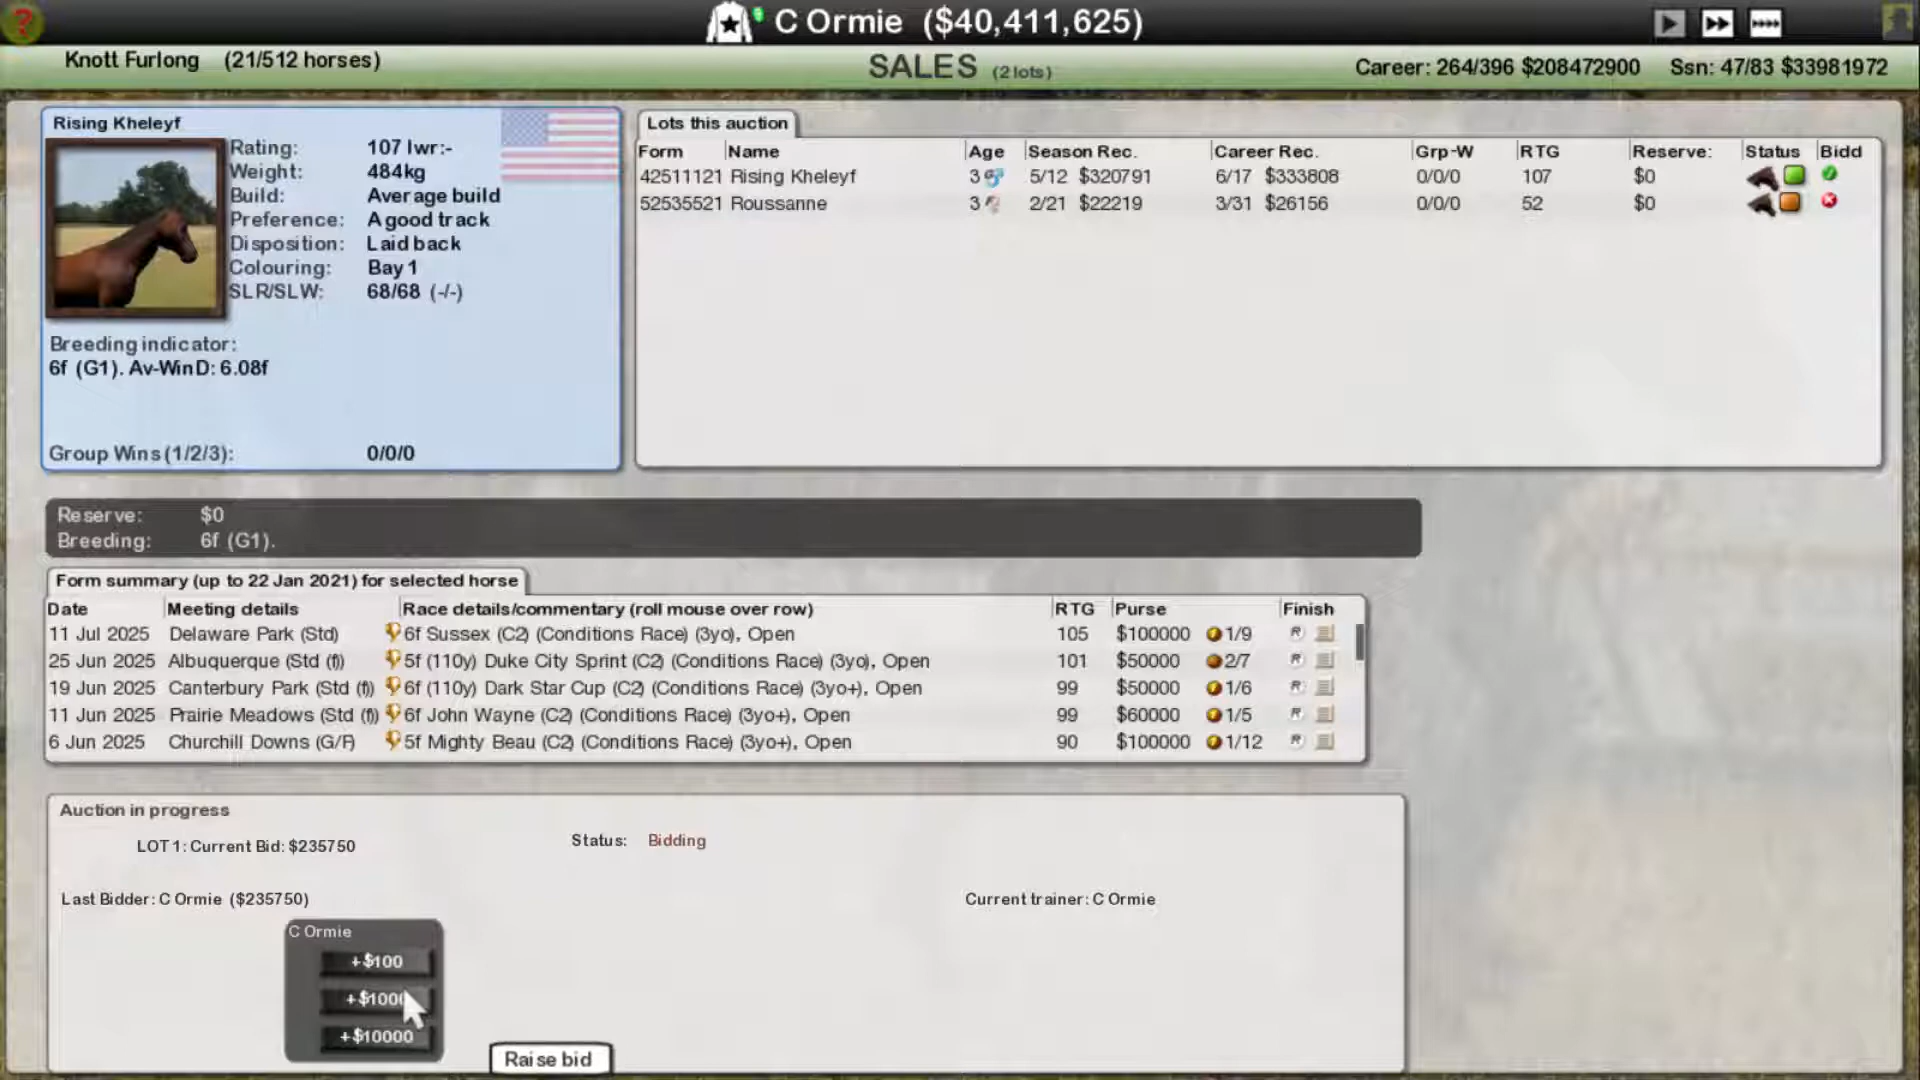 C Ormie ($40,411,625)
Knott Furlong (21/512 horses)
SALES (2 lots)
Career: 264/396 $208472900 Ssn: 47/83 $33981972
Rising Kheleyf
Rating: 107 lwr:-
Weight: 484kg
Build: Average build
Preference: A good track
Disposition: Laid back
Colouring: Bay 1
SLR/SLW: 68/68 (-/-)
Breeding indicator:
6f (G1). Av-WinD: 6.08f
Group Wins (1/2/3): 0/0/0
Lots this auction
Form Name Age Season Rec. Career Rec. Grp-W RTG Reserve: Status Bidd
42511121 Rising Kheleyf 3 5/12 $320791 6/17 $333808 0/0/0 107 $0
52535521 Roussanne 3 2/21 $22219 3/31 $26156 0/0/0 52 $0
Reserve: $0
Breeding: 6f (G1).
Form summary (up to 22 Jan 2021) for selected horse
Date Meeting details Race details/commentary (roll mouse over row) RTG Purse Finish
11 Jul 2025 Delaware Park (Std) 6f Sussex (C2) (Conditions Race) (3yo), Open 105 $100000 1/9 R
25 Jun 2025 Albuquerque (Std (f)) 5f (110y) Duke City Sprint (C2) (Conditions Race) (3yo), Open 101 $50000 2/7 R
19 Jun 2025 Canterbury Park (Std (f)) 6f (110y) Dark Star Cup (C2) (Conditions Race) (3yo+), Open 99 $50000 1/6 R
11 Jun 2025 Prairie Meadows (Std (f)) 6f John Wayne (C2) (Conditions Race) (3yo+), Open 99 $60000 1/5 R
6 Jun 2025 Churchill Downs (G/F) 5f Mighty Beau (C2) (Conditions Race) (3yo+), Open 90 $100000 1/12 R
Auction in progress
LOT 1: Current Bid: $235750
Status: Bidding
Last Bidder: C Ormie ($235750)
Current trainer: C Ormie
C Ormie
+$100
+$1000
+$10000
Raise bid